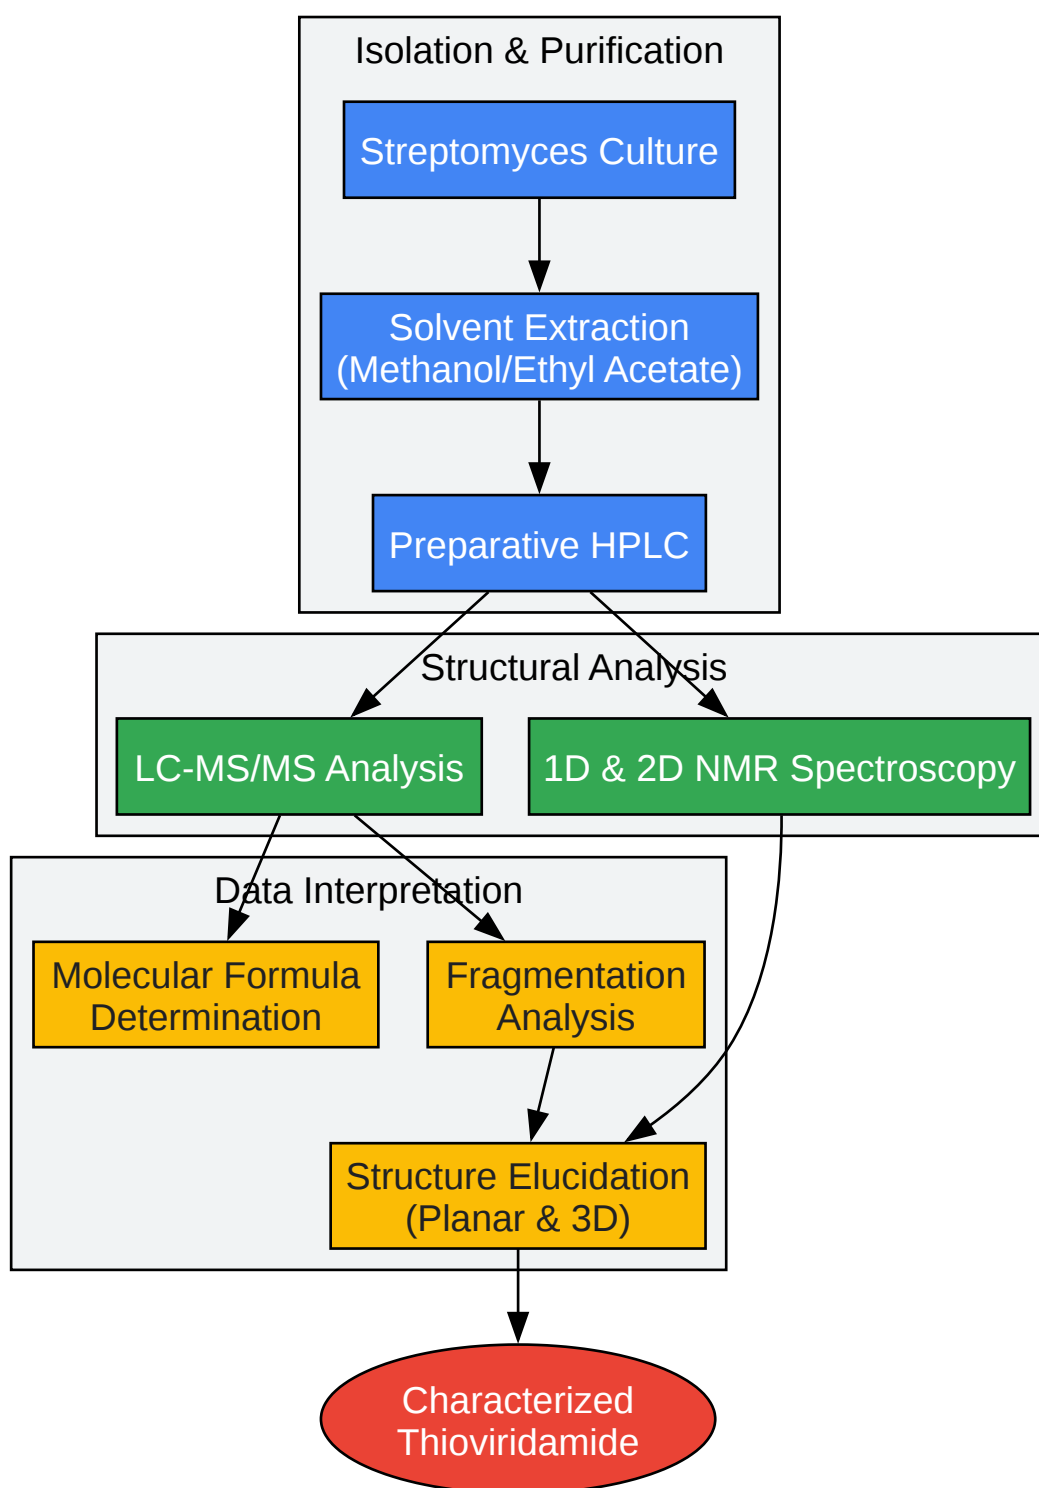 Isolation & Purification
Streptomyces Culture
Solvent Extraction
(Methanol/Ethyl Acetate)
Preparative HPLC
Structural Analysis
LC-MS/MS Analysis
1D & 2D NMR Spectroscopy
Data Interpretation
Molecular Formula
Determination
Fragmentation
Analysis
Structure Elucidation
(Planar & 3D)
Characterized
Thioviridamide